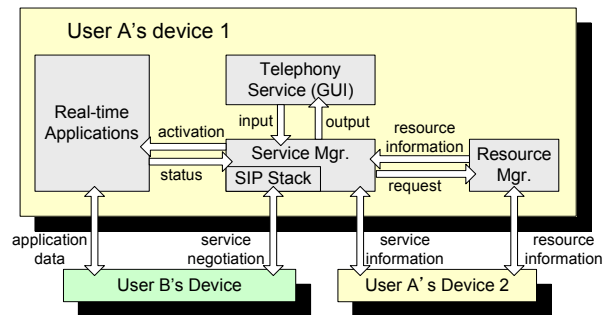 User A's device 1
Telephony
Service (GUI)
Real-time
Applications
input
output
activation
resource
information
Service Mgr.
Resource
Mgr.
status
SIP Stack
request
application
data
service
negotiation
service
information
resource
information
User B's Device
User A's Device 2